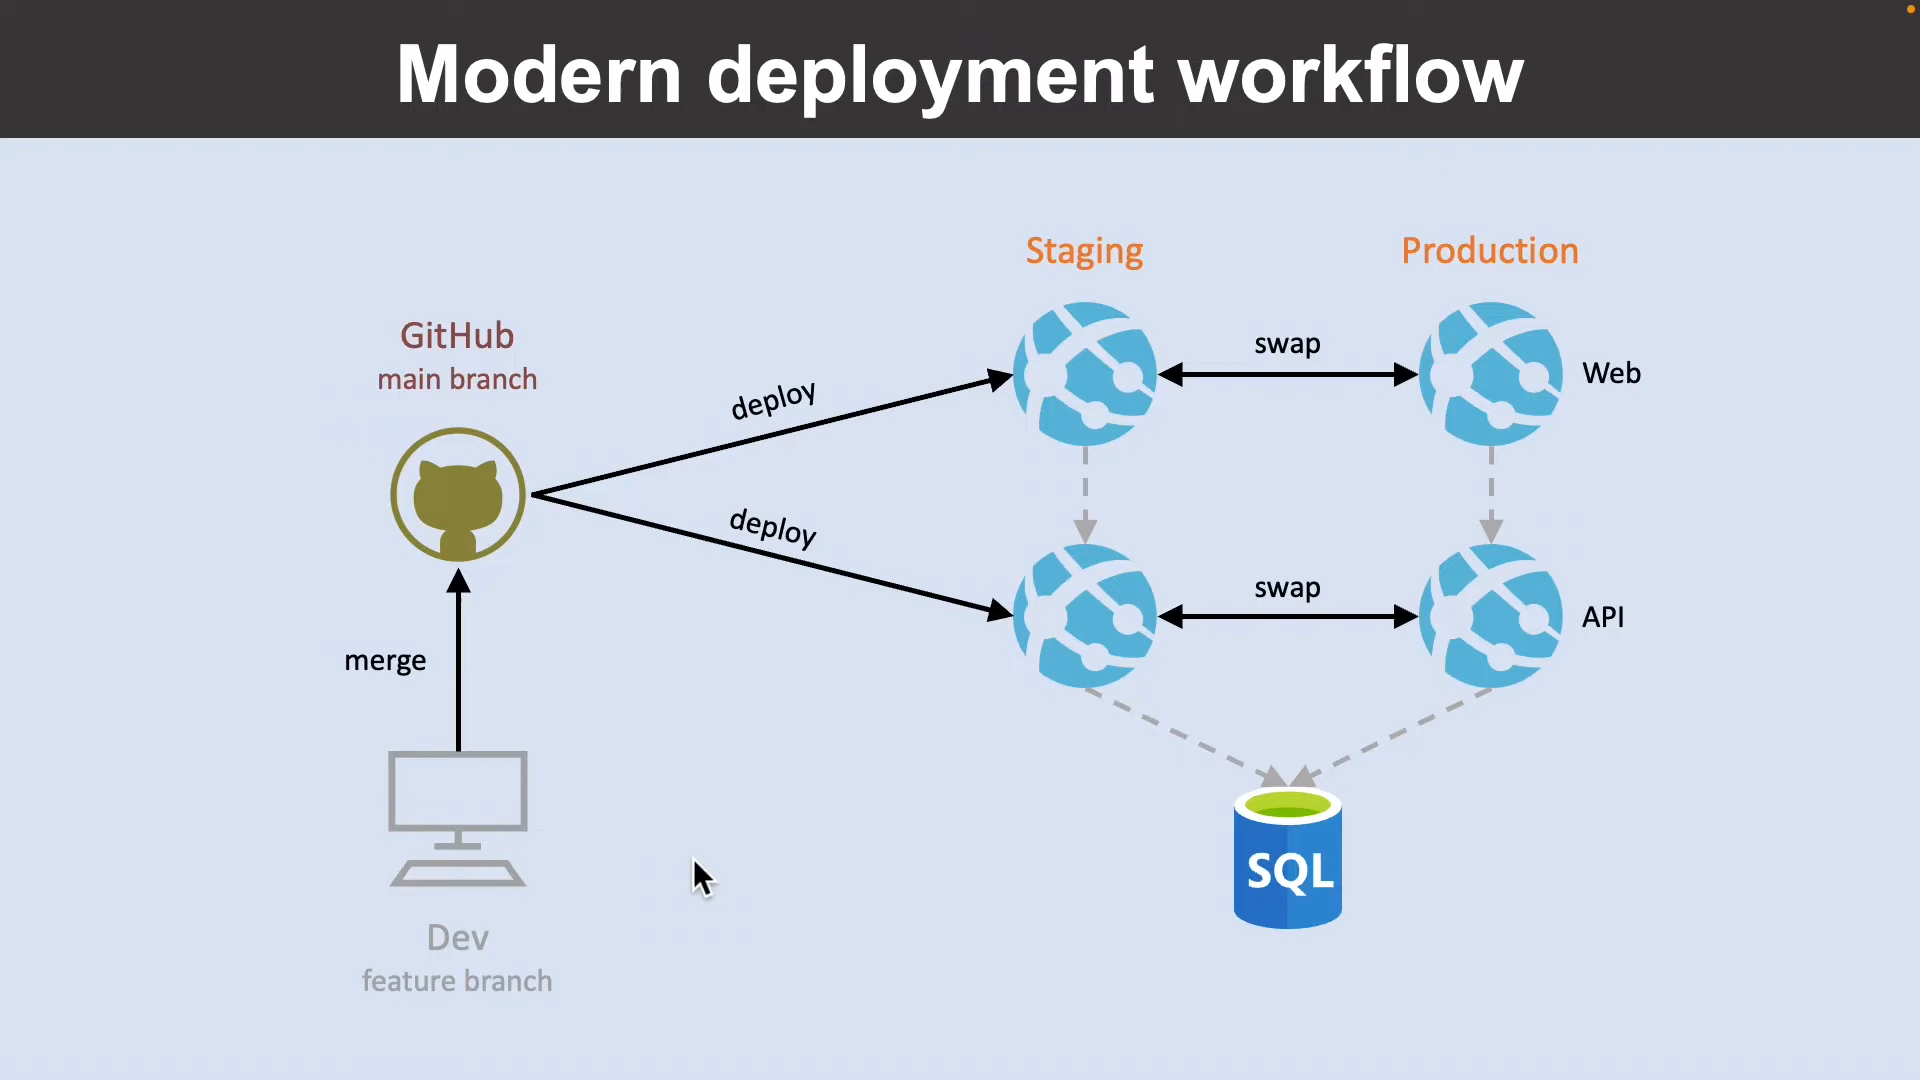 Modern deployment workflow
Staging
Production
GitHub
main branch
deploy
swap
Web
deploy
swap
API
merge
SQL
Dev
feature branch